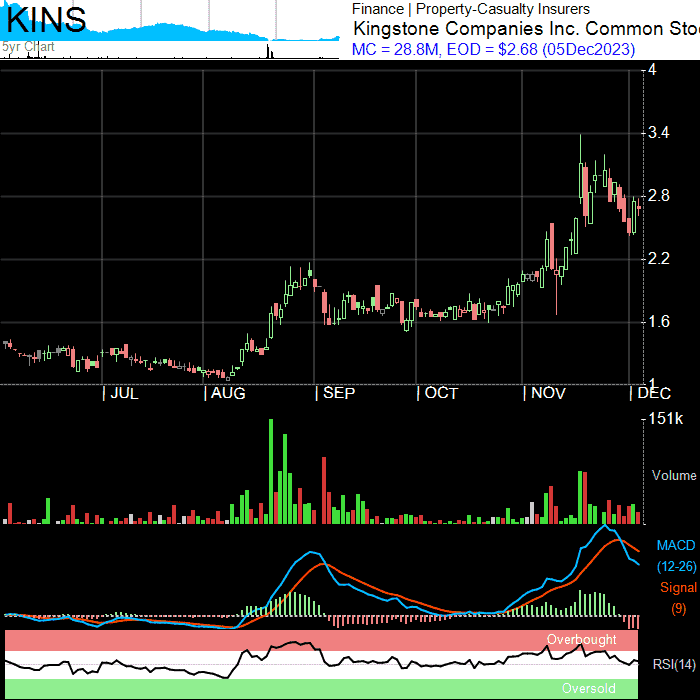 KINS
5yr Chart
Finance | Property-Casualty Insurers
Kingstone Companies Inc. Common Sto
MC = 28.8M, EOD = $2.68 (05Dec2023)
4
3.4
2.8
2.2
1.6
1
| JUL | AUG | SEP | OCT | NOV | DEC
151k
Volume
MACD
(12-26)
Signal
(9)
Overbought
RSI(14)
Oversold